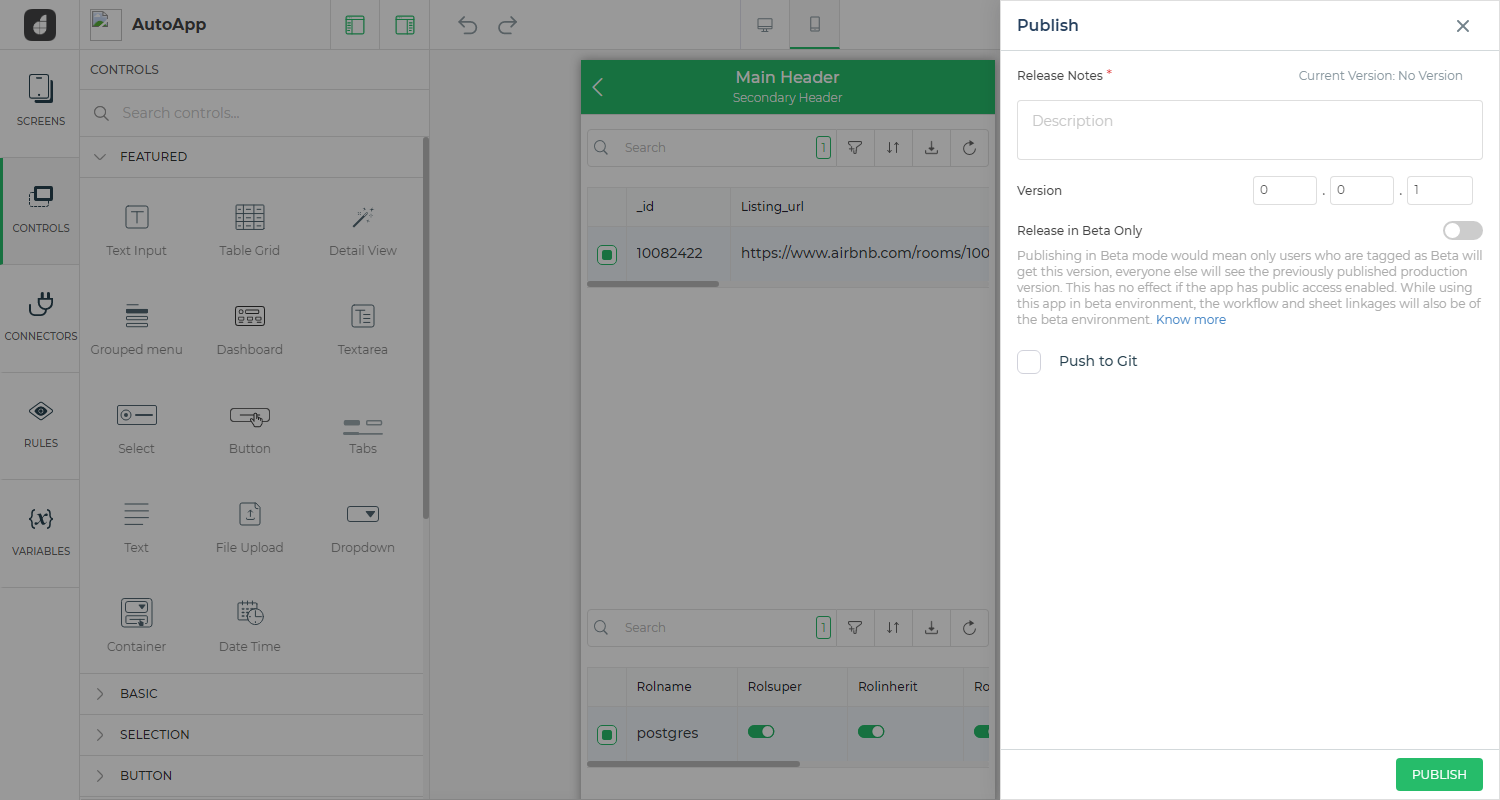 AutoApp
SCREENS
CONTROLS
CONNECTORS
RULES
{x}
VARIABLES
CONTROLS
Search controls...
FEATURED
Text Input
Table Grid
Detail View
Grouped menu
Dashboard
Textarea
Select
Button
Tabs
Text
File Upload
Dropdown
Container
Date Time
BASIC
SELECTION
BUTTON
Main Header
Secondary Header
Search
1
_id
Listing_url
10082422
https://www.airbnb.com/rooms/100
Search
1
Rolname
Rolsuper
Rolinherit
Ro
postgres
Publish
Release Notes *
Current Version: No Version
Description
Version
0 . 0 . 1
Release in Beta Only
Publishing in Beta mode would mean only users who are tagged as Beta will
get this version, everyone else will see the previously published production
version. This has no effect if the app has public access enabled. While using
this app in beta environment, the workflow and sheet linkages will also be of
the beta environment. Know more
Push to Git
PUBLISH